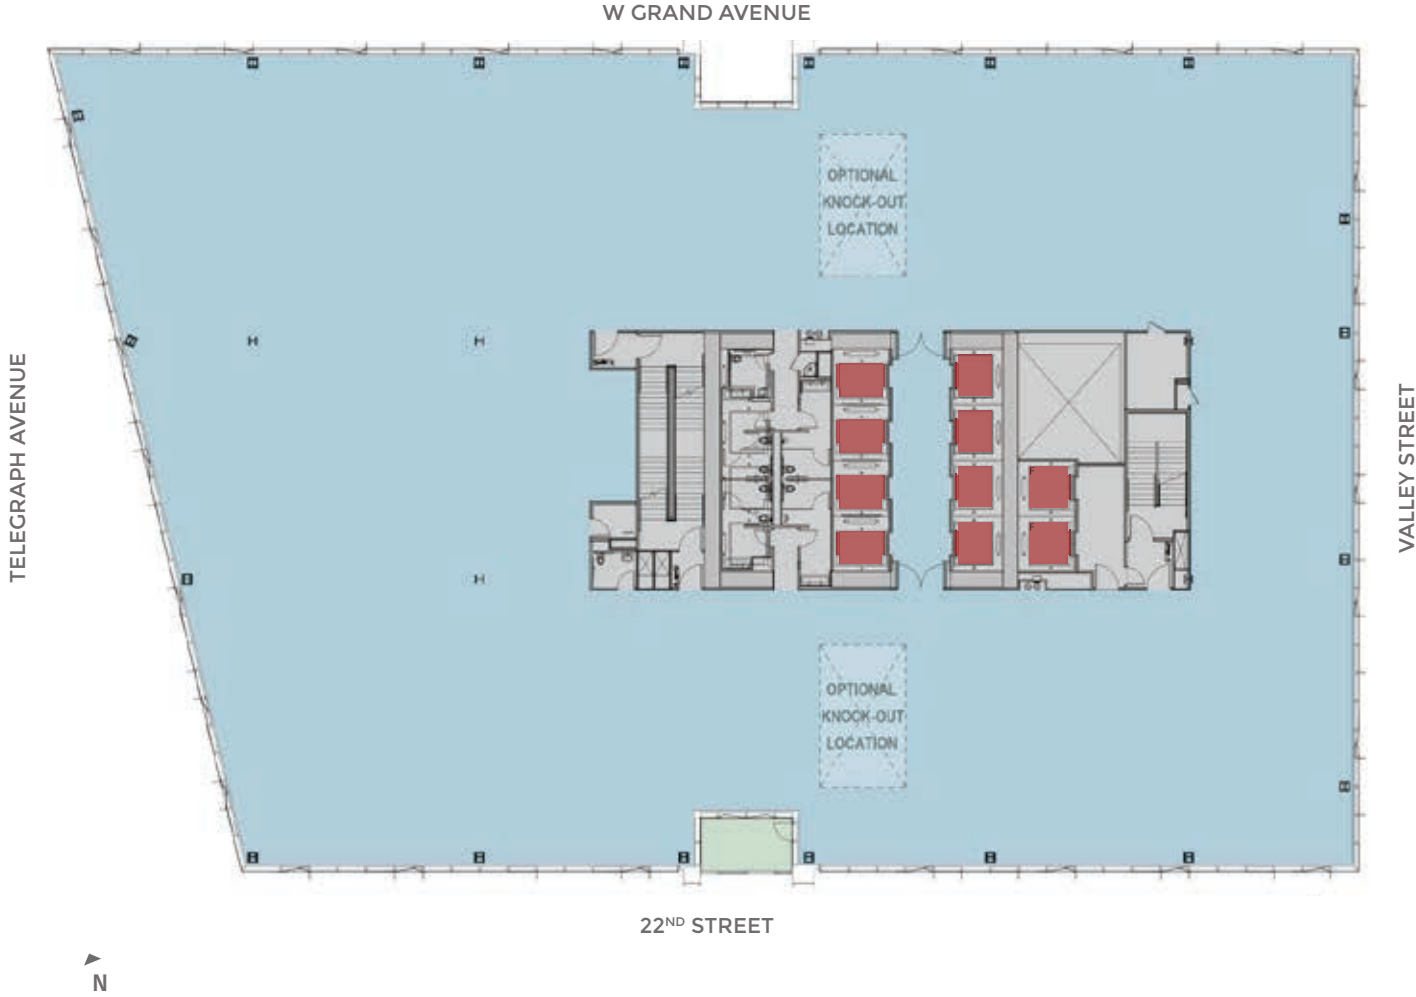 W GRAND AVENUE
OPTIONAL
KNOCK-OUT
LOCATION
TELEGRAPH AVENUE
VALLEY STREET
OPTIONAL
KNOCK-OUT
LOCATION
22ND STREET
N